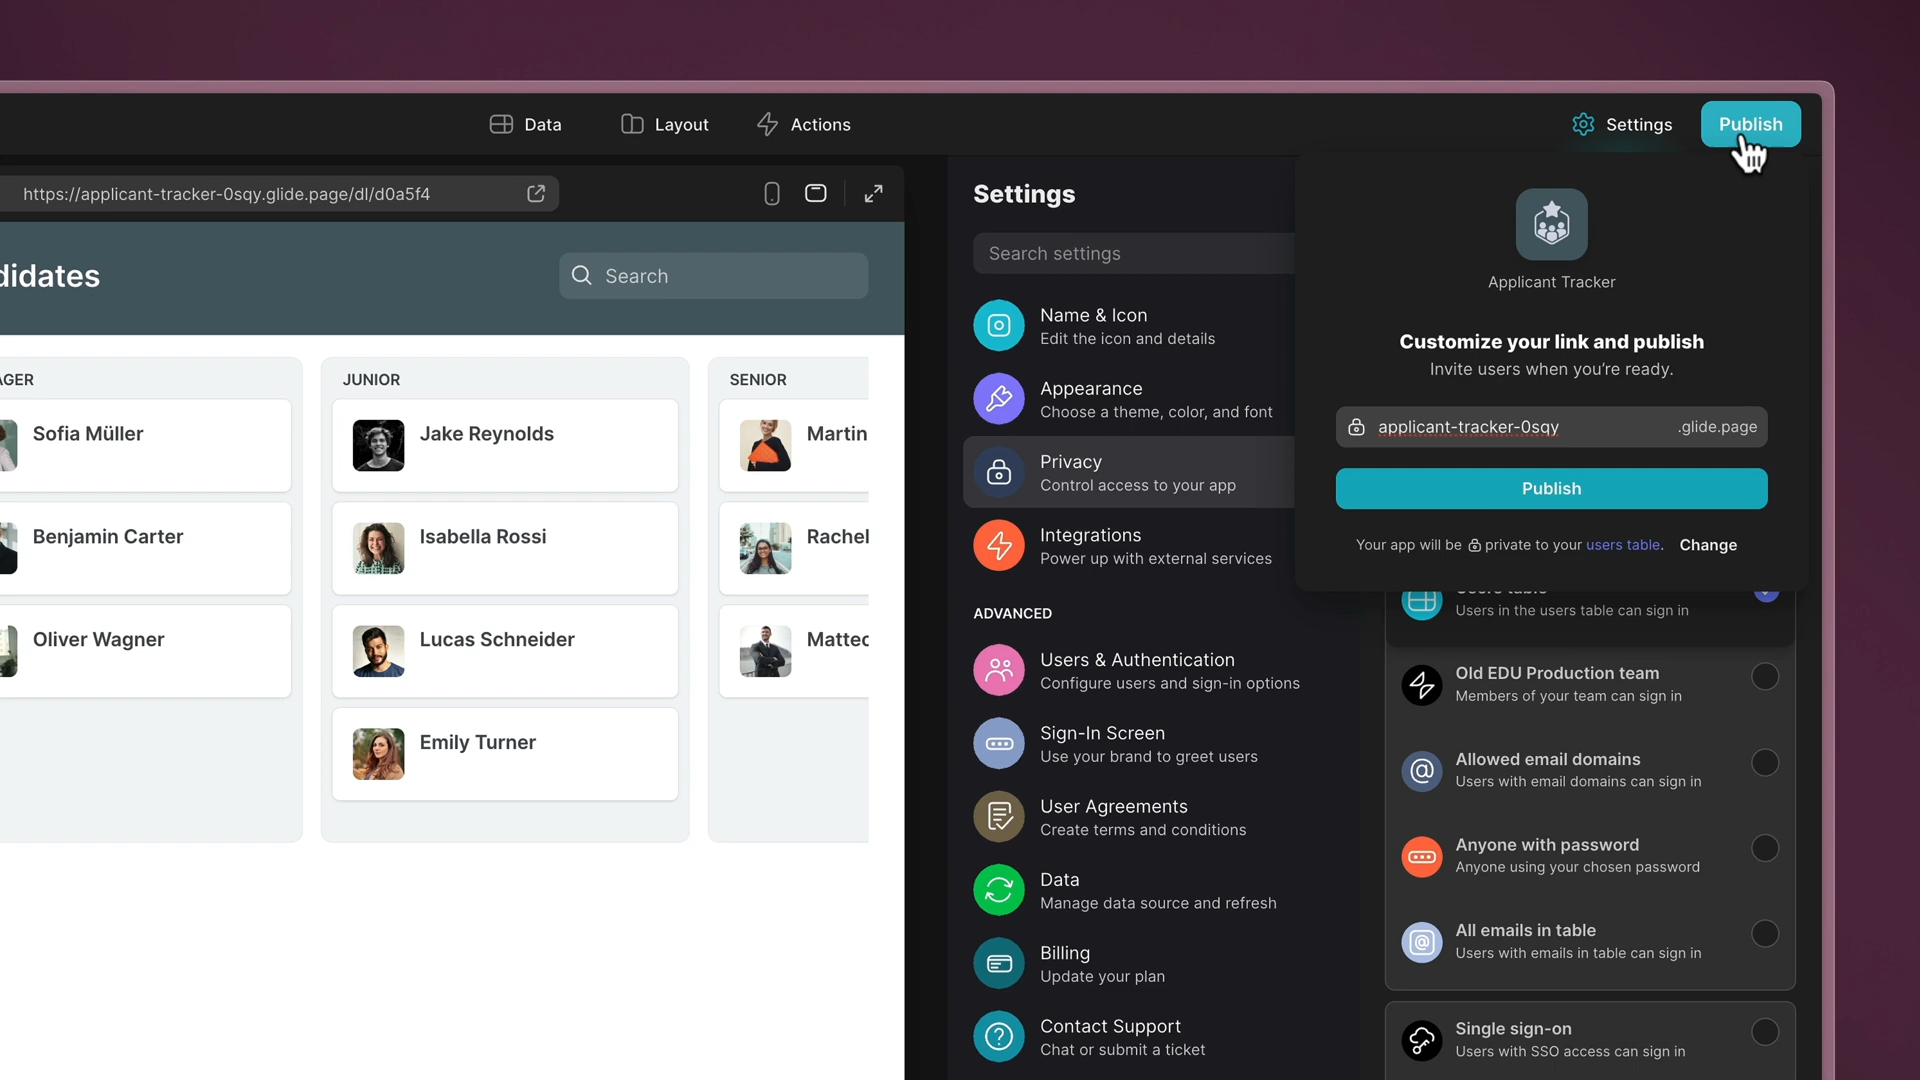 Data
Layout
Actions
Settings
Publish
https://applicant-tracker-0sqy.glide.page/dl/d0a5f4
didates
Search
AGER
Sofia Müller
Benjamin Carter
Oliver Wagner
JUNIOR
Jake Reynolds
Isabella Rossi
Lucas Schneider
Emily Turner
SENIOR
Martin
Rachel
Matteo
Settings
Search settings
Name & Icon
Edit the icon and details
Appearance
Choose a theme, color, and font
Privacy
Control access to your app
Integrations
Power up with external services
ADVANCED
Users & Authentication
Configure users and sign-in options
Sign-In Screen
Use your brand to greet users
User Agreements
Create terms and conditions
Data
Manage data source and refresh
Billing
Update your plan
Contact Support
Chat or submit a ticket
Applicant Tracker
Customize your link and publish
Invite users when you're ready.
applicant-tracker-0sqy .glide.page
Publish
Your app will be private to your users table. Change
Users table
Users in the users table can sign in
Old EDU Production team
Members of your team can sign in
Allowed email domains
Users with email domains can sign in
Anyone with password
Anyone using your chosen password
All emails in table
Users with emails in table can sign in
Single sign-on
Users with SSO access can sign in